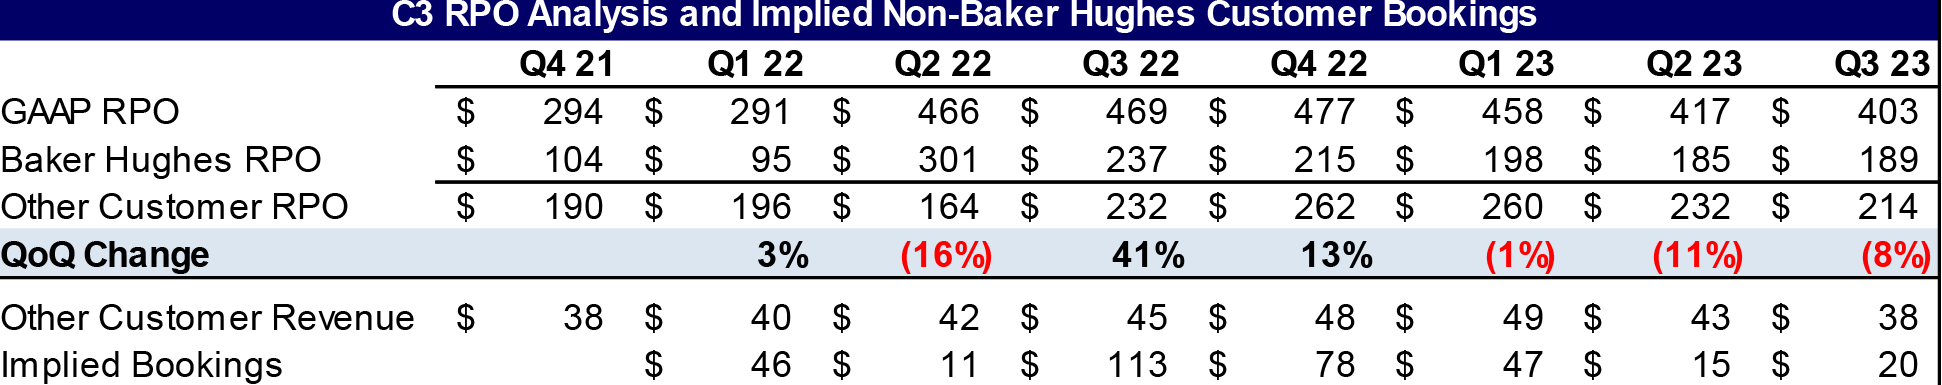 C3 RPO Analysis and Implied Non-Baker Hughes Customer Bookings
Q4 21 Q1 22 Q2 22 Q3 22 Q4 22 Q1 23 Q2 23 Q3 23
GAAP RPO $ 294 $ 291 $ 466 $ 469 $ 477 $ 458 $ 417 $ 403
Baker Hughes RPO $ 104 $ 95 $ 301 $ 237 $ 215 $ 198 $ 185 $ 189
Other Customer RPO $ 190 $ 196 $ 164 $ 232 $ 262 $ 260 $ 232 $ 214
QoQ Change 3% (16%) 41% 13% (1%) (11%) (8%)
Other Customer Revenue $ 38 $ 40 $ 42 $ 45 $ 48 $ 49 $ 43 $ 38
Implied Bookings $ 46 $ 11 $ 113 $ 78 $ 47 $ 15 $ 20